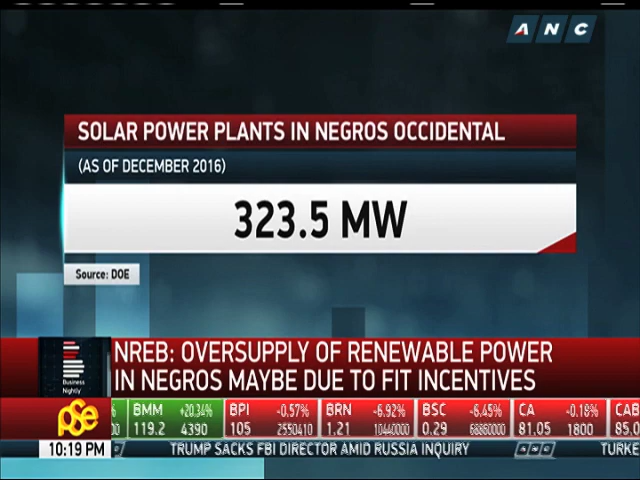 ANC
SOLAR POWER PLANTS IN NEGROS OCCIDENTAL
(AS OF DECEMBER 2016)
323.5 MW
Source: DOE
Business
Nightly
NREB: OVERSUPPLY OF RENEWABLE POWER
IN NEGROS MAYBE DUE TO FIT INCENTIVES
pse
BMM +20.34% BPI -0.57% BRN -6.92% BSC -6.45% CA -0.18% CAB
119.2 4390 105 2550410 1.21 10440000 0.29 68860000 81.05 1800 85.0
10:19 PM TRUMP SACKS FBI DIRECTOR AMID RUSSIA INQUIRY ANC TURKE